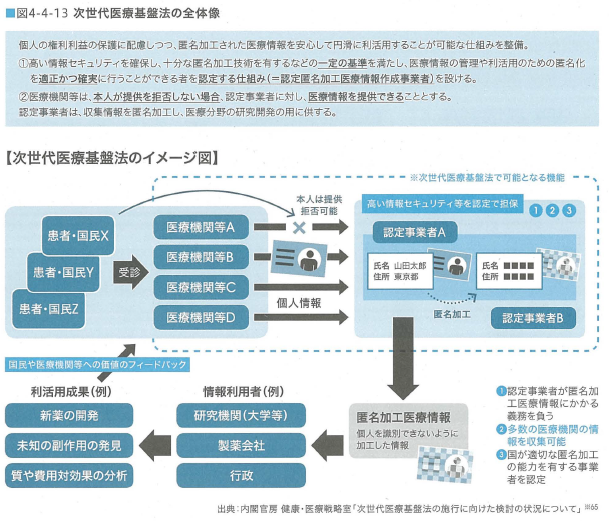 ■図4-4-13 次世代医療基盤法の全体像
個人の権利利益の保護に配慮しつつ、匿名加工された医療情報を安心して円滑に利活用することが可能な仕組みを整備。
①高い情報セキュリティを確保し、十分な匿名加工技術を有するなどの一定の基準を満たし、医療情報の管理や利活用のための匿名化
を適正かつ確実に行うことができる者を認定する仕組み(=認定匿名加工医療情報作成事業者)を設ける。
②医療機関等は、本人が提供を拒否しない場合、認定事業者に対し、医療情報を提供できることとする。
認定事業者は、収集情報を匿名加工し、医療分野の研究開発の用に供する。
【次世代医療基盤法のイメージ図】
※次世代医療基盤法で可能となる機能
患者・国民X
患者・国民Y
患者・国民Z
受診
医療機関等A
医療機関等B
医療機関等C
医療機関等D
本人は提供
拒否可能
個人情報
高い情報セキュリティ等を認定で担保
1 2 3
認定事業者A
氏名 山田太郎
住所 東京都
氏名 ■■■■
住所 ■■■■
匿名加工
認定事業者B
国民や医療機関等への価値のフィードバック
利活用成果(例)
新薬の開発
未知の副作用の発見
質や費用対効果の分析
情報利用者(例)
研究機関(大学等)
製薬会社
行政
匿名加工医療情報
個人を識別できないように
加工した情報
1認定事業者が匿名加
工医療情報にかかる
義務を負う
2多数の医療機関の情
報を収集可能
3国が適切な匿名加工
の能力を有する事業
者を認定
出典:内閣官房 健康・医療戦略室「次世代医療基盤法の施行に向けた検討の状況について」※65